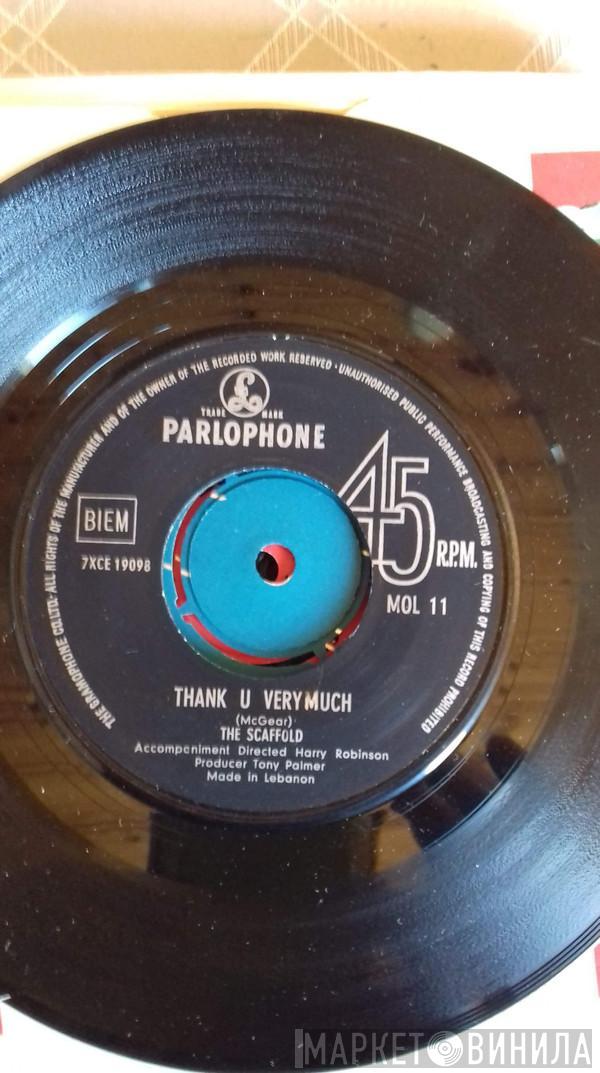 THE GRAMOPHONE CO. LTD. ALL RIGHTS OF THE MANUFACTURER AND OF THE OWNER OF THE RECORDED WORK RESERVED · UNAUTHORISED PUBLIC PERFORMANCE BROADCASTING AND COPYING OF THIS RECORD PROHIBITED
£
TRADE MARK
PARLOPHONE
45
R.P.M.
BIEM
7XCE 19098
MOL 11
THANK U VERY MUCH
(McGear)
THE SCAFFOLD
Accompaniment Directed Harry Robinson
Producer Tony Palmer
Made in Lebanon
МАРКЕТ ВИНИЛА